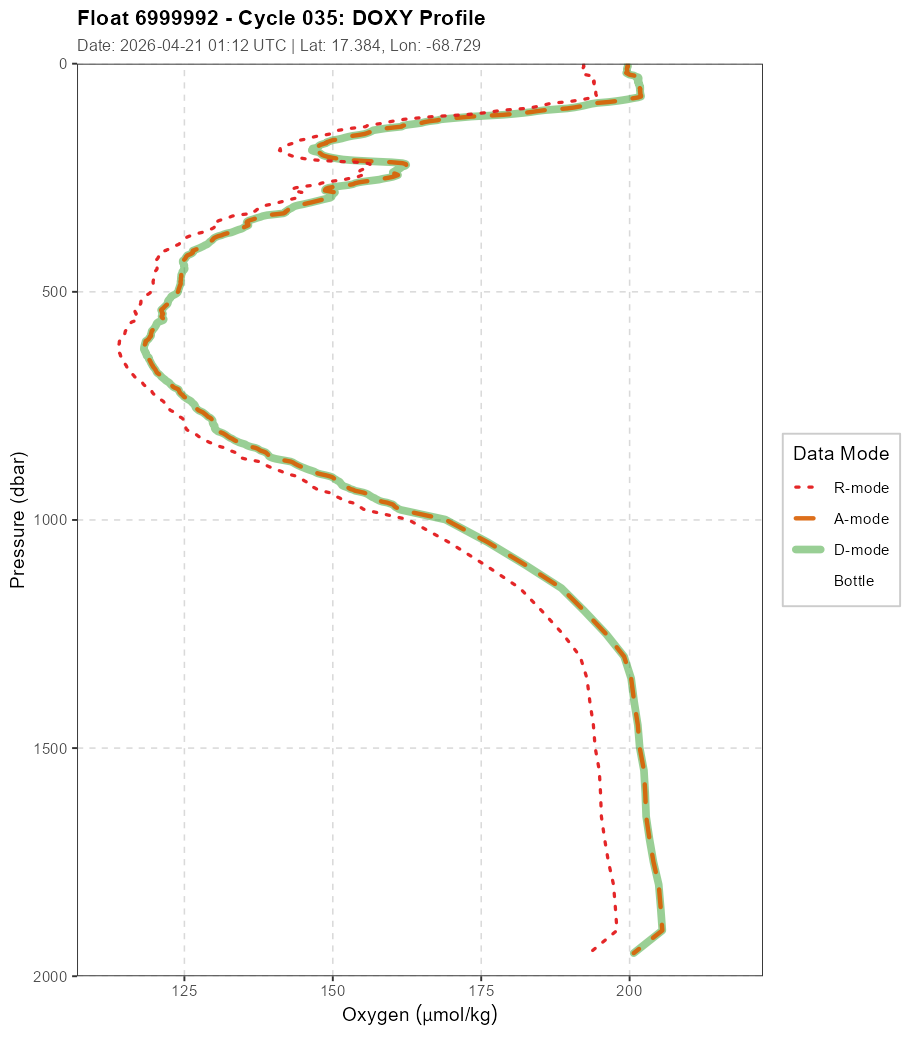 Float 6999992 - Cycle 035: DOXY Profile
Date: 2026-04-21 01:12 UTC | Lat: 17.384, Lon: -68.729
0
500
1000
1500
2000
Pressure (dbar)
125 150 175 200
Oxygen (μmol/kg)
Data Mode
R-mode
A-mode
D-mode
Bottle